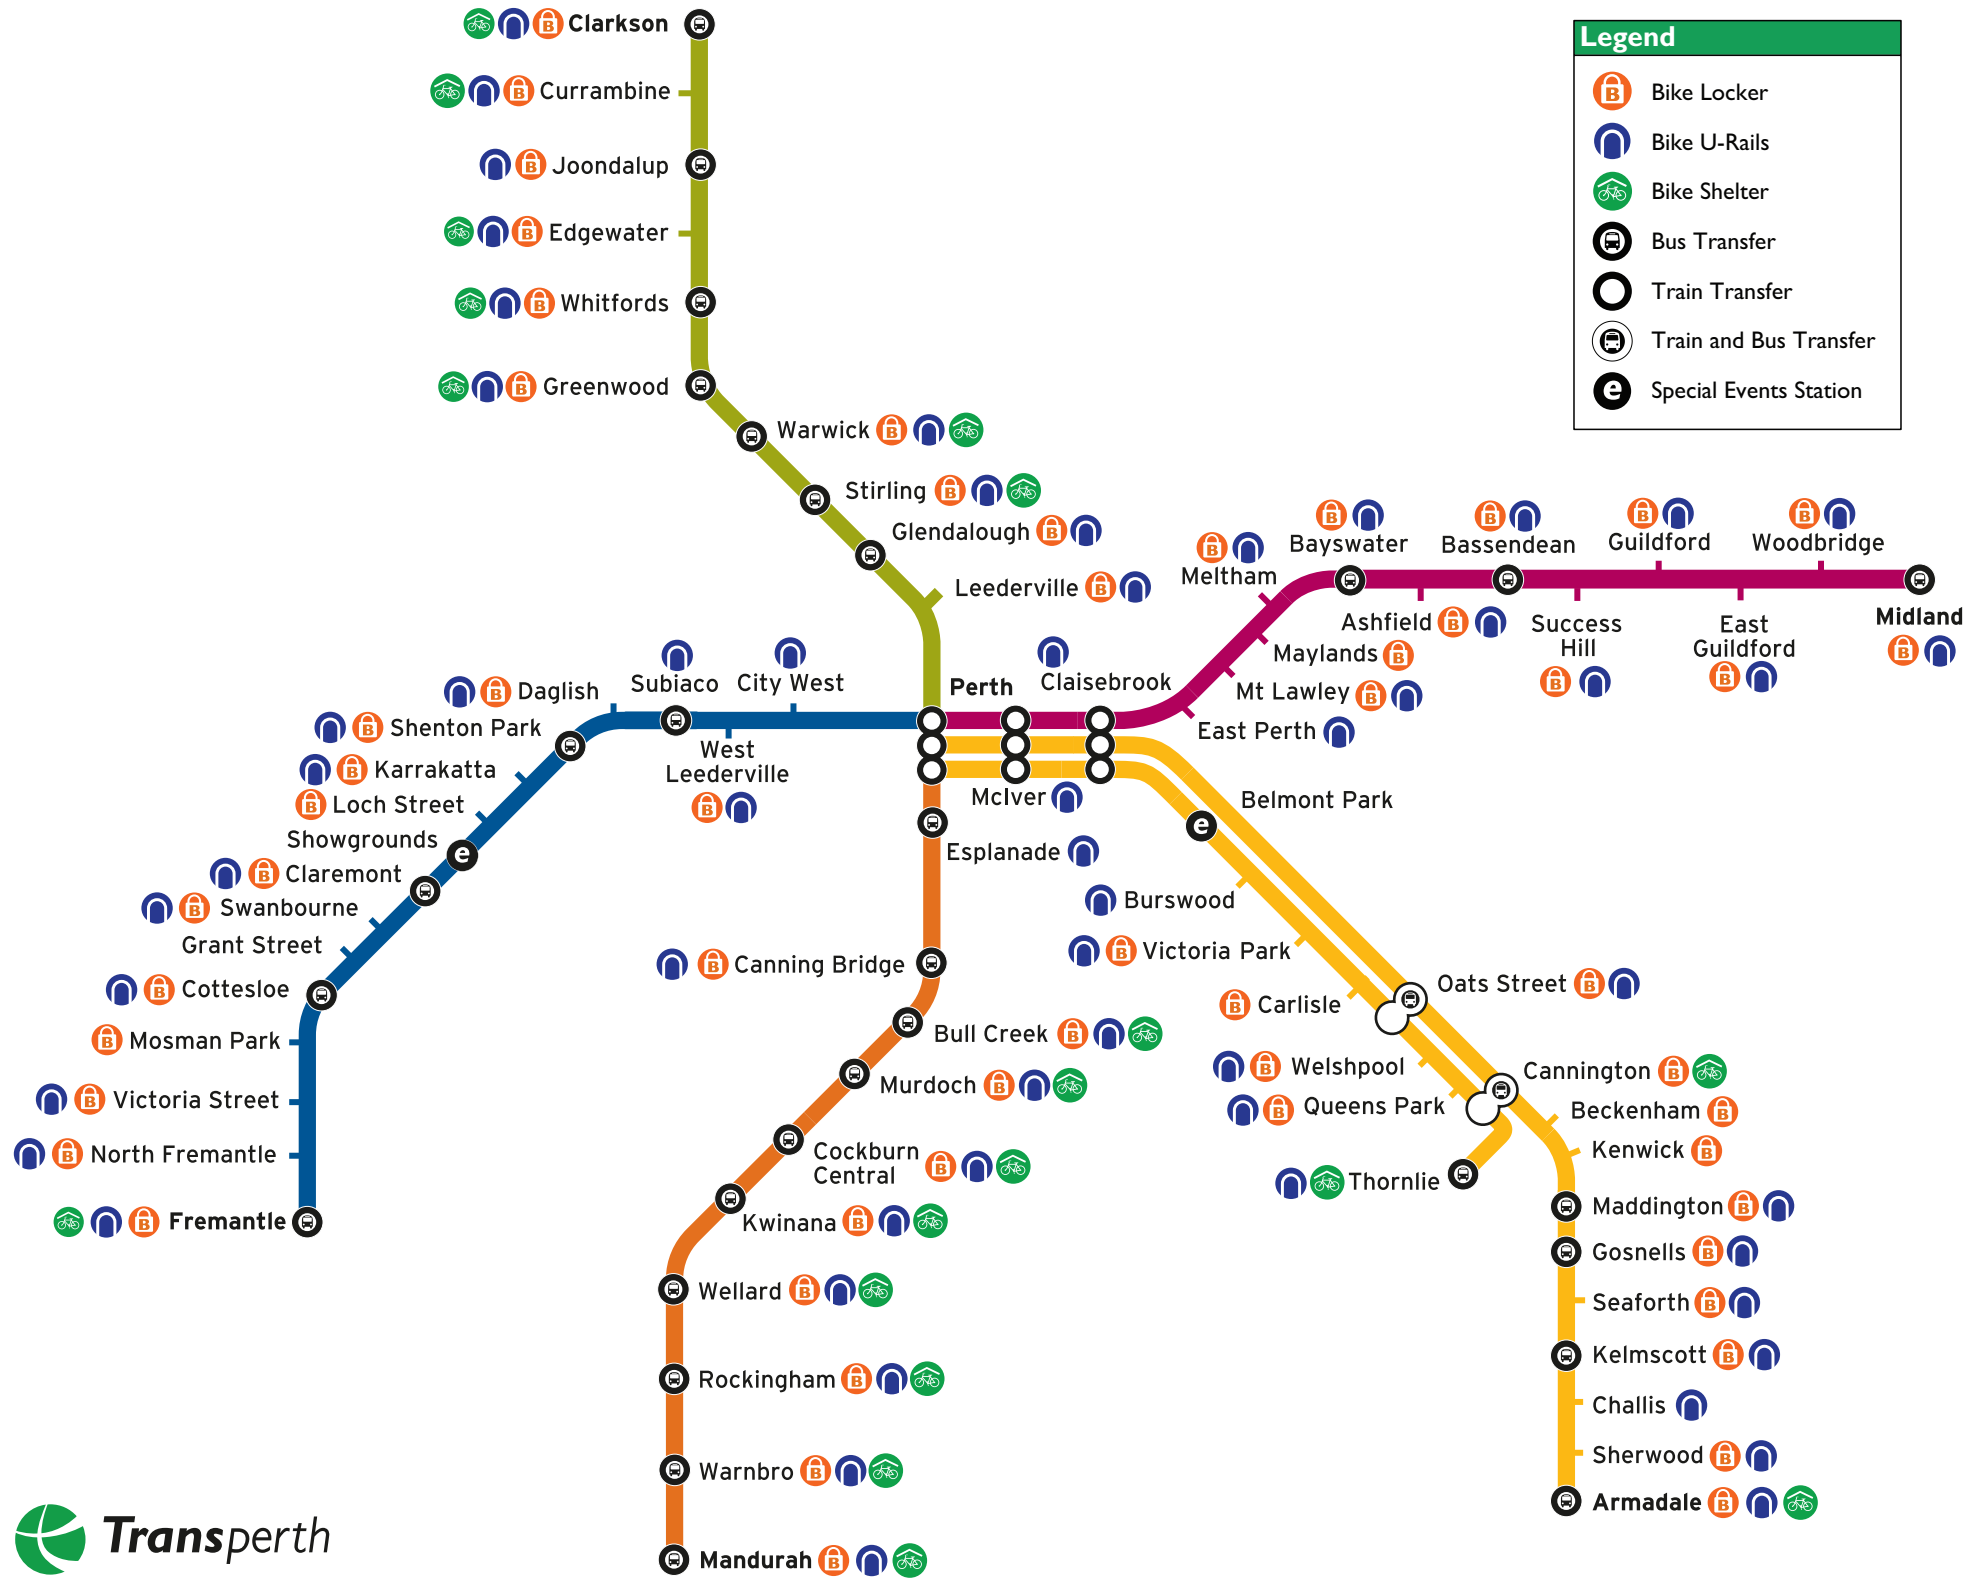 Clarkson
Currambine
Joondalup
Edgewater
Whitfords
Greenwood
Warwick
Stirling
Glendalough
Leederville
Legend
Bike Locker
Bike U-Rails
Bike Shelter
Bus Transfer
Train Transfer
Train and Bus Transfer
e Special Events Station
Meltham
Bayswater
Bassendean
Guildford
Woodbridge
Ashfield
Success
Hill
East
Guildford
Midland
Maylands
Mt Lawley
East Perth
Claisebrook
Perth
McIver
City West
Subiaco
West
Leederville
Daglish
Shenton Park
Karrakatta
Loch Street
Showgrounds
e
Claremont
Swanbourne
Grant Street
Cottesloe
Mosman Park
Victoria Street
North Fremantle
Fremantle
Esplanade
Canning Bridge
Bull Creek
Murdoch
Cockburn
Central
Kwinana
Wellard
Rockingham
Warnbro
Mandurah
Belmont Park
e
Burswood
Victoria Park
Carlisle
Oats Street
Welshpool
Queens Park
Cannington
Beckenham
Kenwick
Thornlie
Maddington
Gosnells
Seaforth
Kelmscott
Challis
Sherwood
Armadale
Transperth